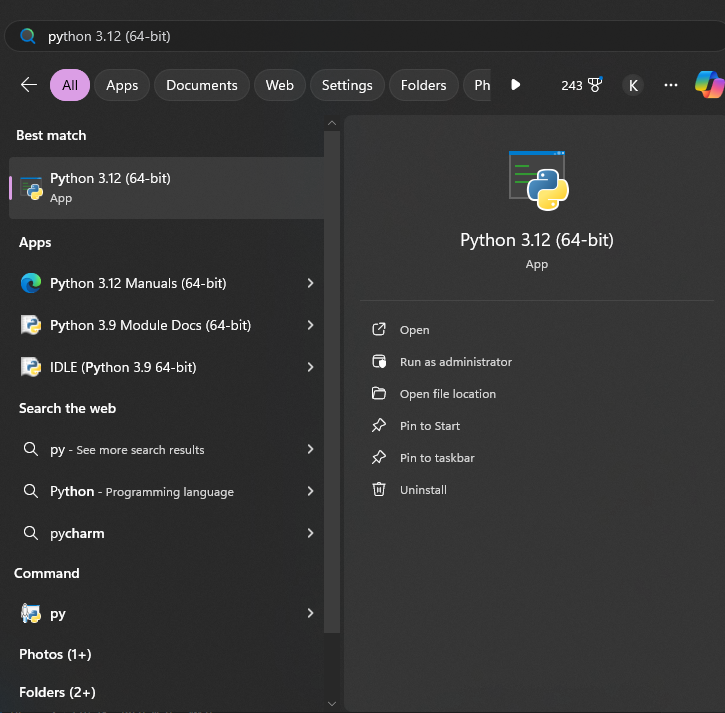 python 3.12 (64-bit)
All
Apps
Documents
Web
Settings
Folders
Ph
243
K
Best match
Python 3.12 (64-bit)
App
Apps
Python 3.12 Manuals (64-bit)
Python 3.9 Module Docs (64-bit)
IDLE (Python 3.9 64-bit)
Search the web
py - See more search results
Python - Programming language
pycharm
Command
py
Photos (1+)
Folders (2+)
Python 3.12 (64-bit)
App
Open
Run as administrator
Open file location
Pin to Start
Pin to taskbar
Uninstall